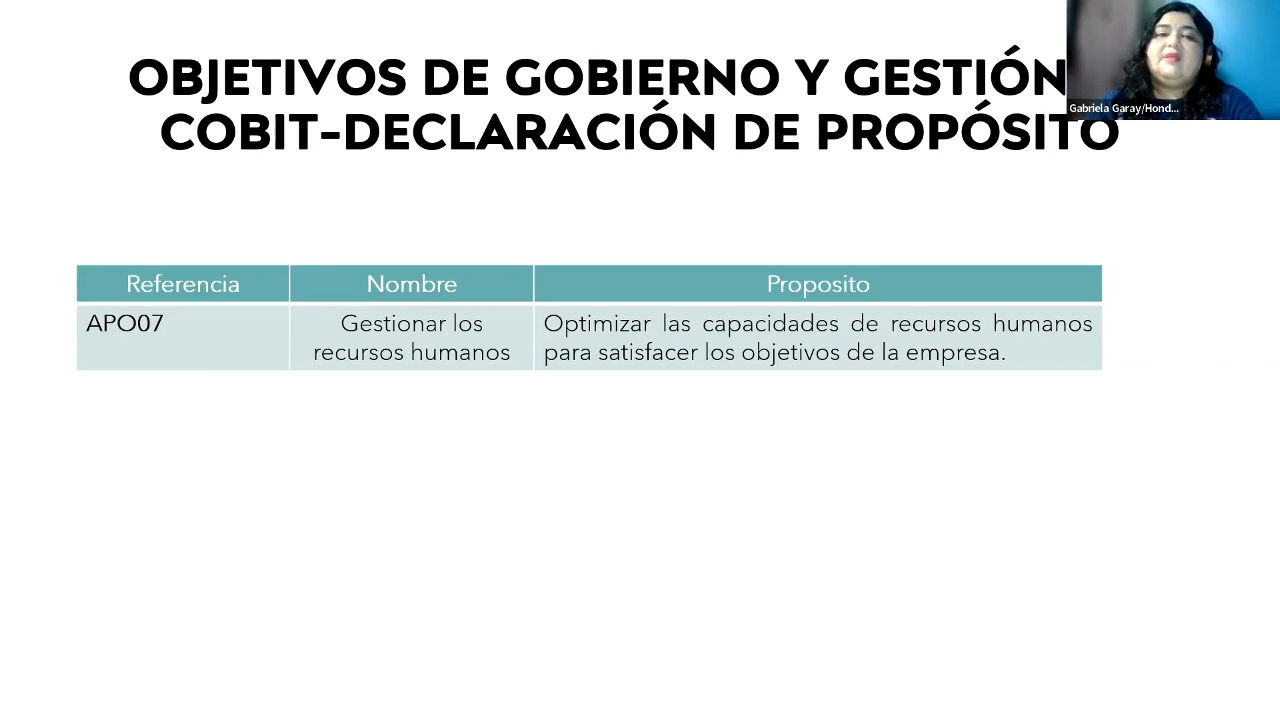 OBJETIVOS DE GOBIERNO Y GESTIÓN
COBIT-DECLARACIÓN DE PROPÓSITO
Gabriela Garay/Hond...
Referencia Nombre Proposito
APO07 Gestionar los Optimizar las capacidades de recursos humanos
recursos humanos para satisfacer los objetivos de la empresa.